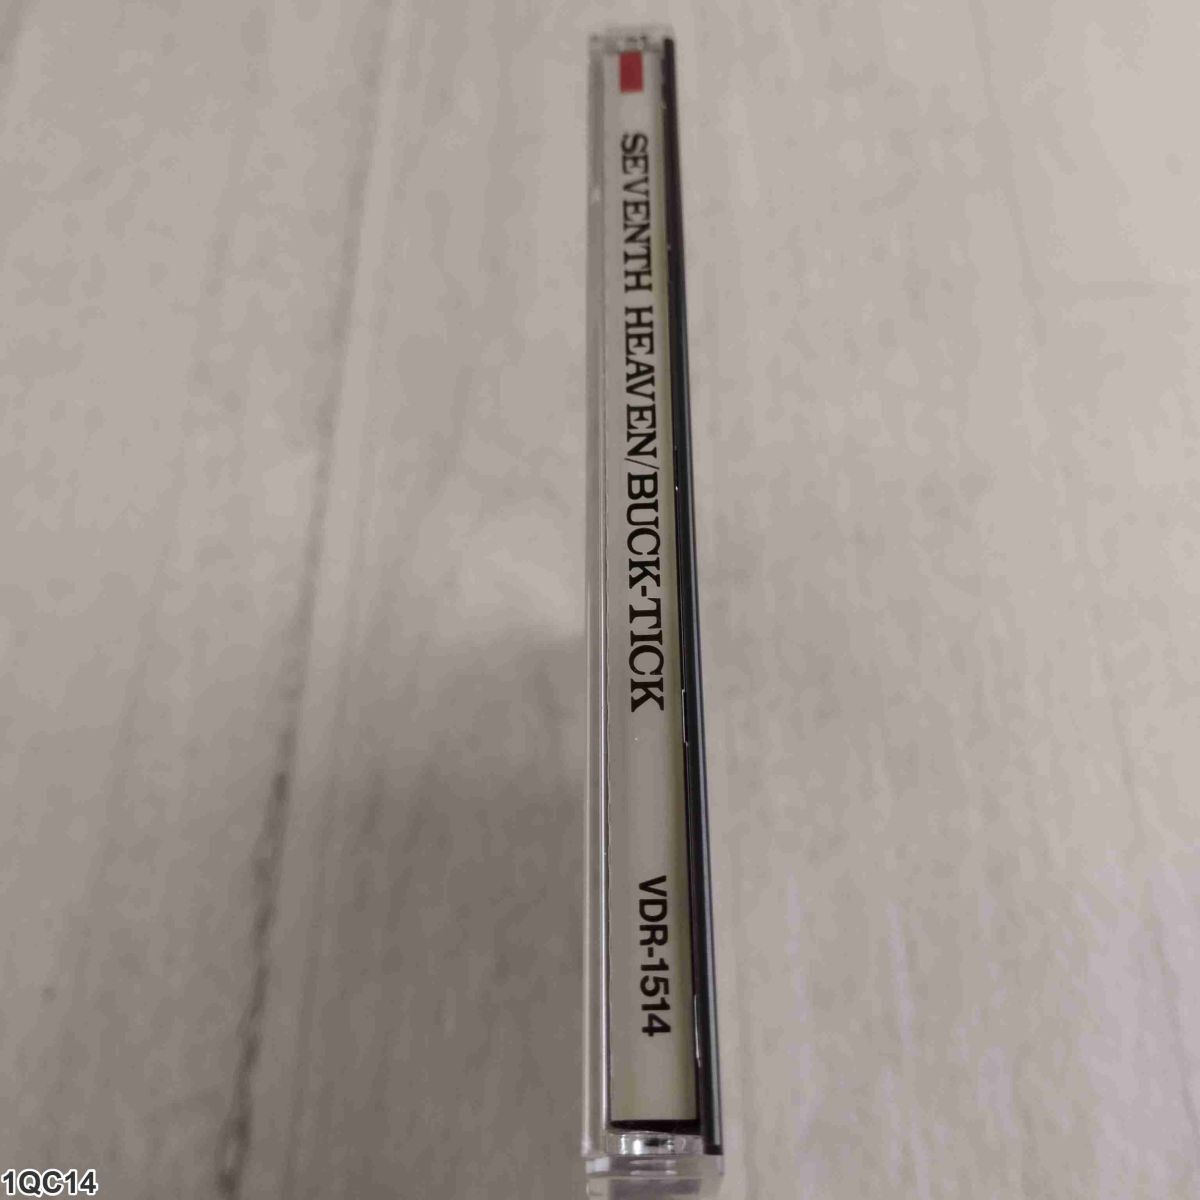 SEVENTH HEAVEN/BUCK-TICK
VDR-1514
1QC14